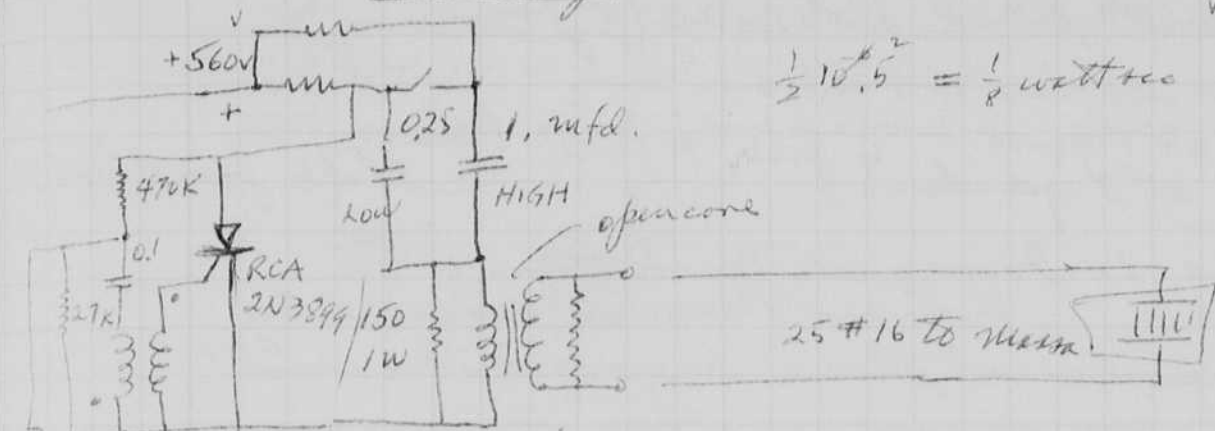 +560v
+
½ 10⁻⁶ .5² = ⅛ watt sec
0.25
1. mfd.
470K
Low
HIGH
open core
0.1
RCA
2N3899
27K
150
1W
25 #16 to